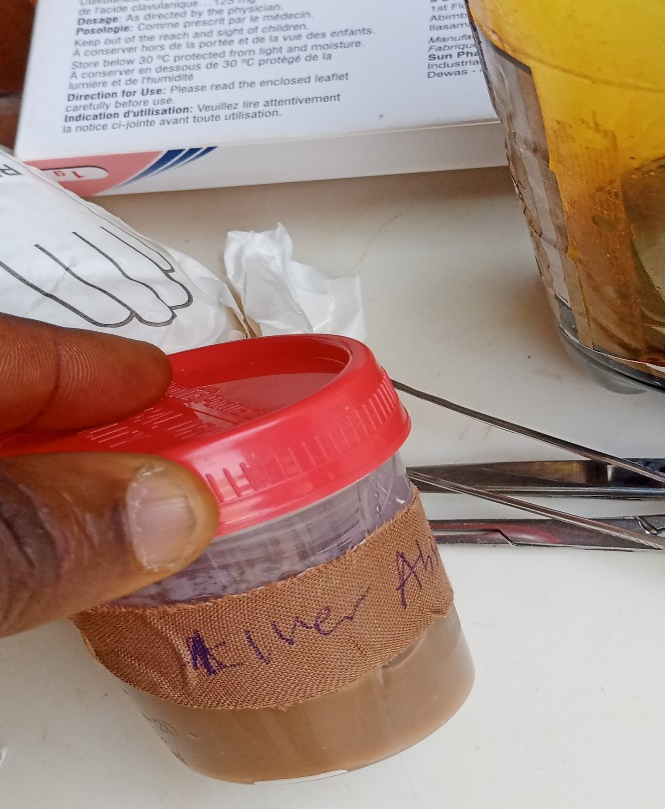 de l'acide clavulanique...125 mg
Dosage: As directed by the physician.
Posologie: Comme prescrit par le médecin.
Keep out of the reach and sight of children.
À conserver hors de la portée et de la vue des enfants.
Store below 30 ºC protected from light and moisture.
À conserver en dessous de 30 ºC protégé de la
lumière et de l'humidité
Direction for Use: Please read the enclosed leaflet
carefully before use.
Indication d'utilisation: Veuillez lire attentivement
la notice ci-jointe avant toute utilisation.
1st Fl
Abimb
Ilasam
Manufa
Fabriqu
Sun Pha
Industria
Dewas -
1g
Liver Ab